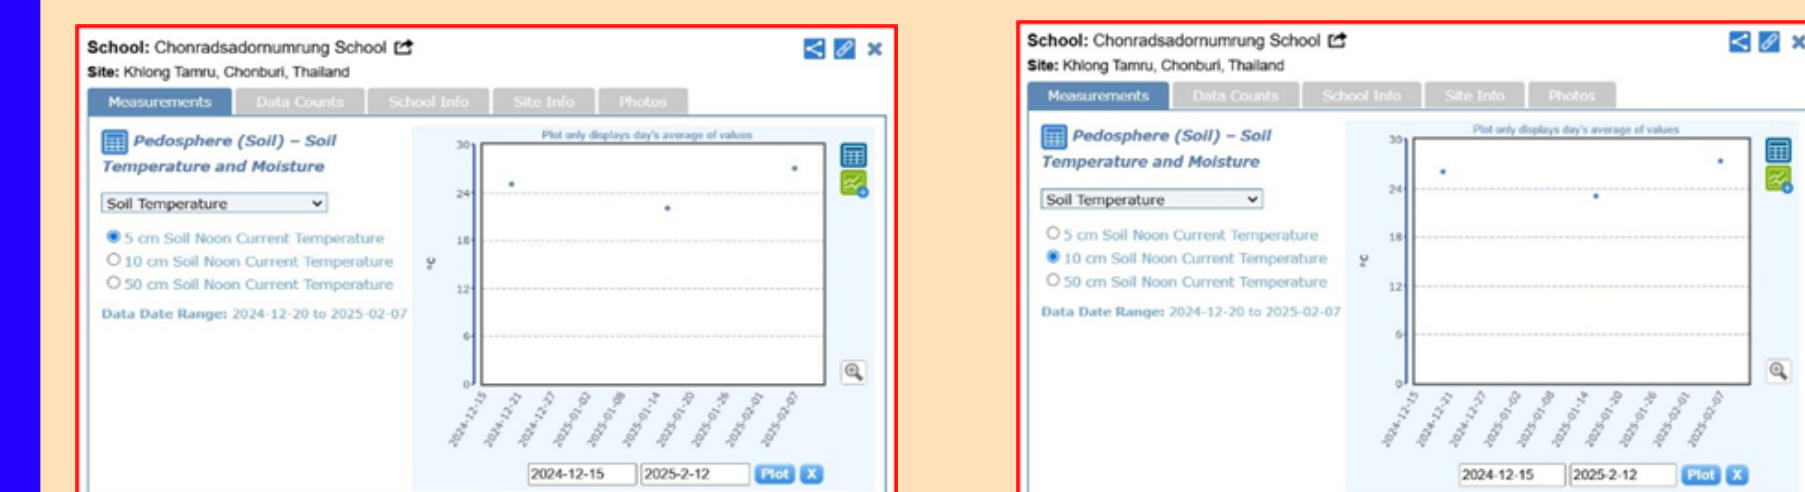 School: Chonradsadornumrung School
Site: Khlong Tamru, Chonburi, Thailand
Measurements Data Counts School Info Site Info Photos
Pedosphere (Soil) – Soil
Temperature and Moisture
Soil Temperature
5 cm Soil Noon Current Temperature
10 cm Soil Noon Current Temperature
50 cm Soil Noon Current Temperature
Data Date Range: 2024-12-20 to 2025-02-07
Plot only displays day's average of values
°C
30
24
18
12
6
0
2024-12-15
2024-12-21
2024-12-27
2025-01-02
2025-01-08
2025-01-14
2025-01-20
2025-01-26
2025-02-01
2025-02-07
2024-12-15 2025-2-12 Plot X
School: Chonradsadornumrung School
Site: Khlong Tamru, Chonburi, Thailand
Measurements Data Counts School Info Site Info Photos
Pedosphere (Soil) – Soil
Temperature and Moisture
Soil Temperature
5 cm Soil Noon Current Temperature
10 cm Soil Noon Current Temperature
50 cm Soil Noon Current Temperature
Data Date Range: 2024-12-20 to 2025-02-07
Plot only displays day's average of values
°C
30
24
18
12
6
0
2024-12-15
2024-12-21
2024-12-27
2025-01-02
2025-01-08
2025-01-14
2025-01-20
2025-01-26
2025-02-01
2025-02-07
2024-12-15 2025-2-12 Plot X